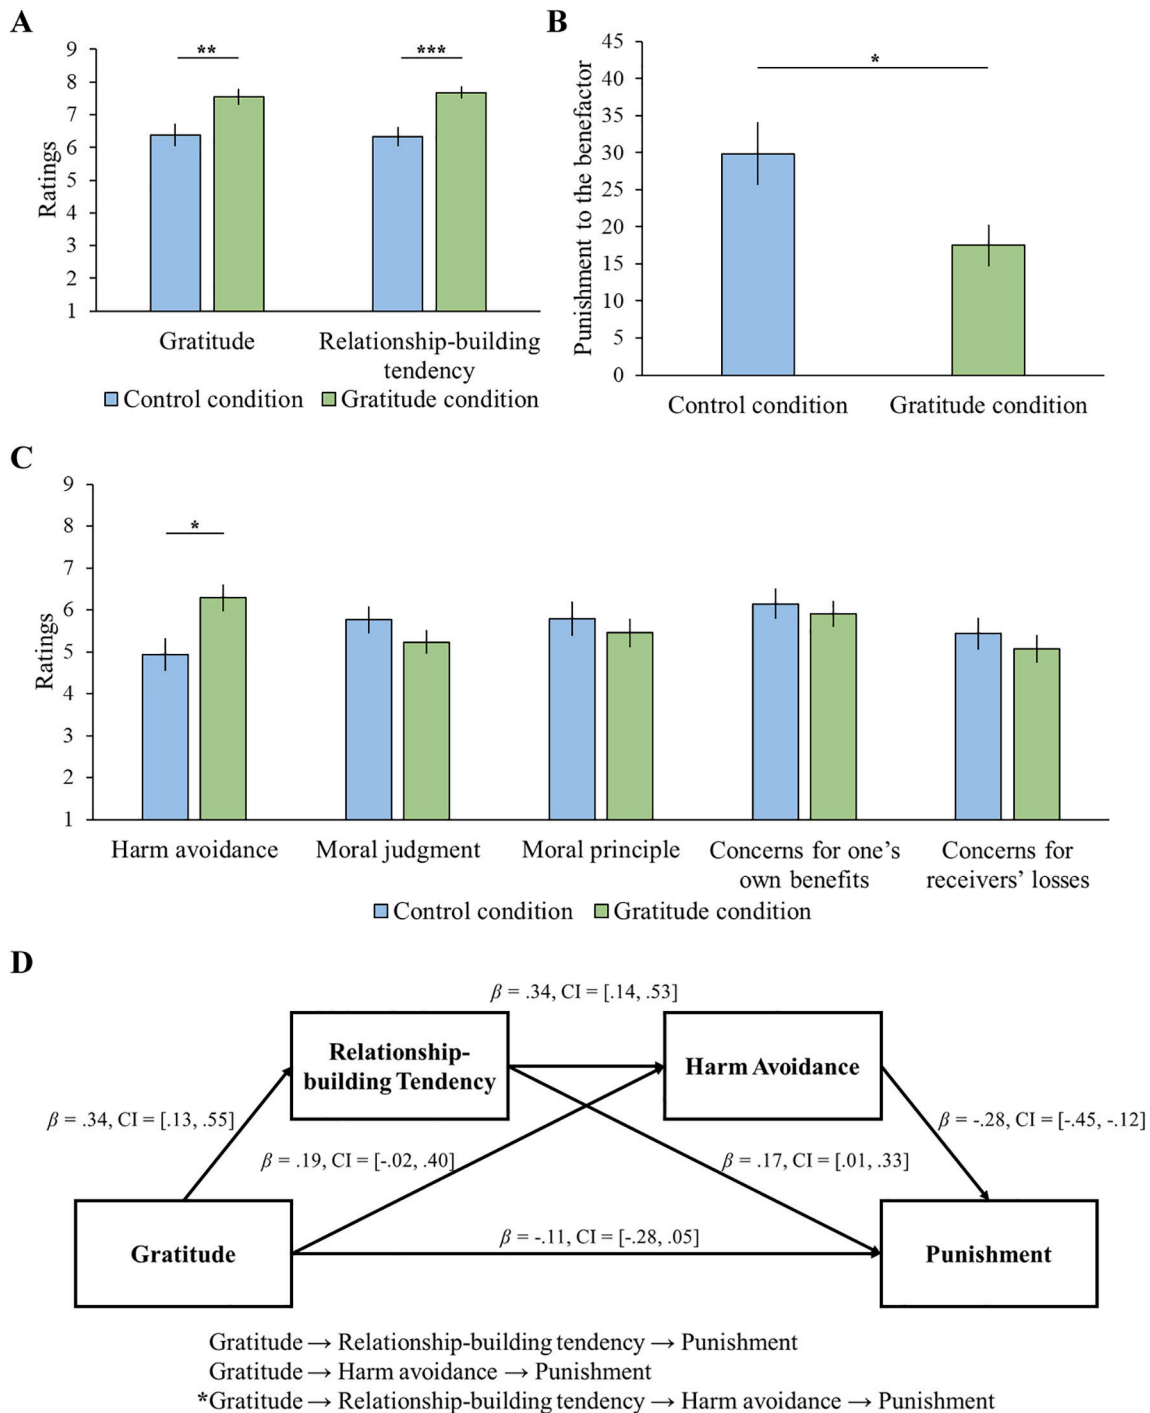 A
9
8
7
6
5
4
3
2
1
Ratings
**
***
Gratitude
Relationship-building
tendency
Control condition
Gratitude condition
B
45
40
35
30
25
20
15
10
5
0
Punishment to the benefactor
*
Control condition
Gratitude condition
C
9
8
7
6
5
4
3
2
1
Ratings
*
Harm avoidance
Moral judgment
Moral principle
Concerns for one’s
own benefits
Concerns for
receivers’ losses
Control condition
Gratitude condition
D
β = .34, CI = [.14, .53]
Relationship-
building Tendency
Harm Avoidance
β = .34, CI = [.13, .55]
β = -.28, CI = [-.45, -.12]
β = .19, CI = [-.02, .40]
β = .17, CI = [.01, .33]
β = -.11, CI = [-.28, .05]
Gratitude
Punishment
Gratitude → Relationship-building tendency → Punishment
Gratitude → Harm avoidance → Punishment
*Gratitude → Relationship-building tendency → Harm avoidance → Punishment